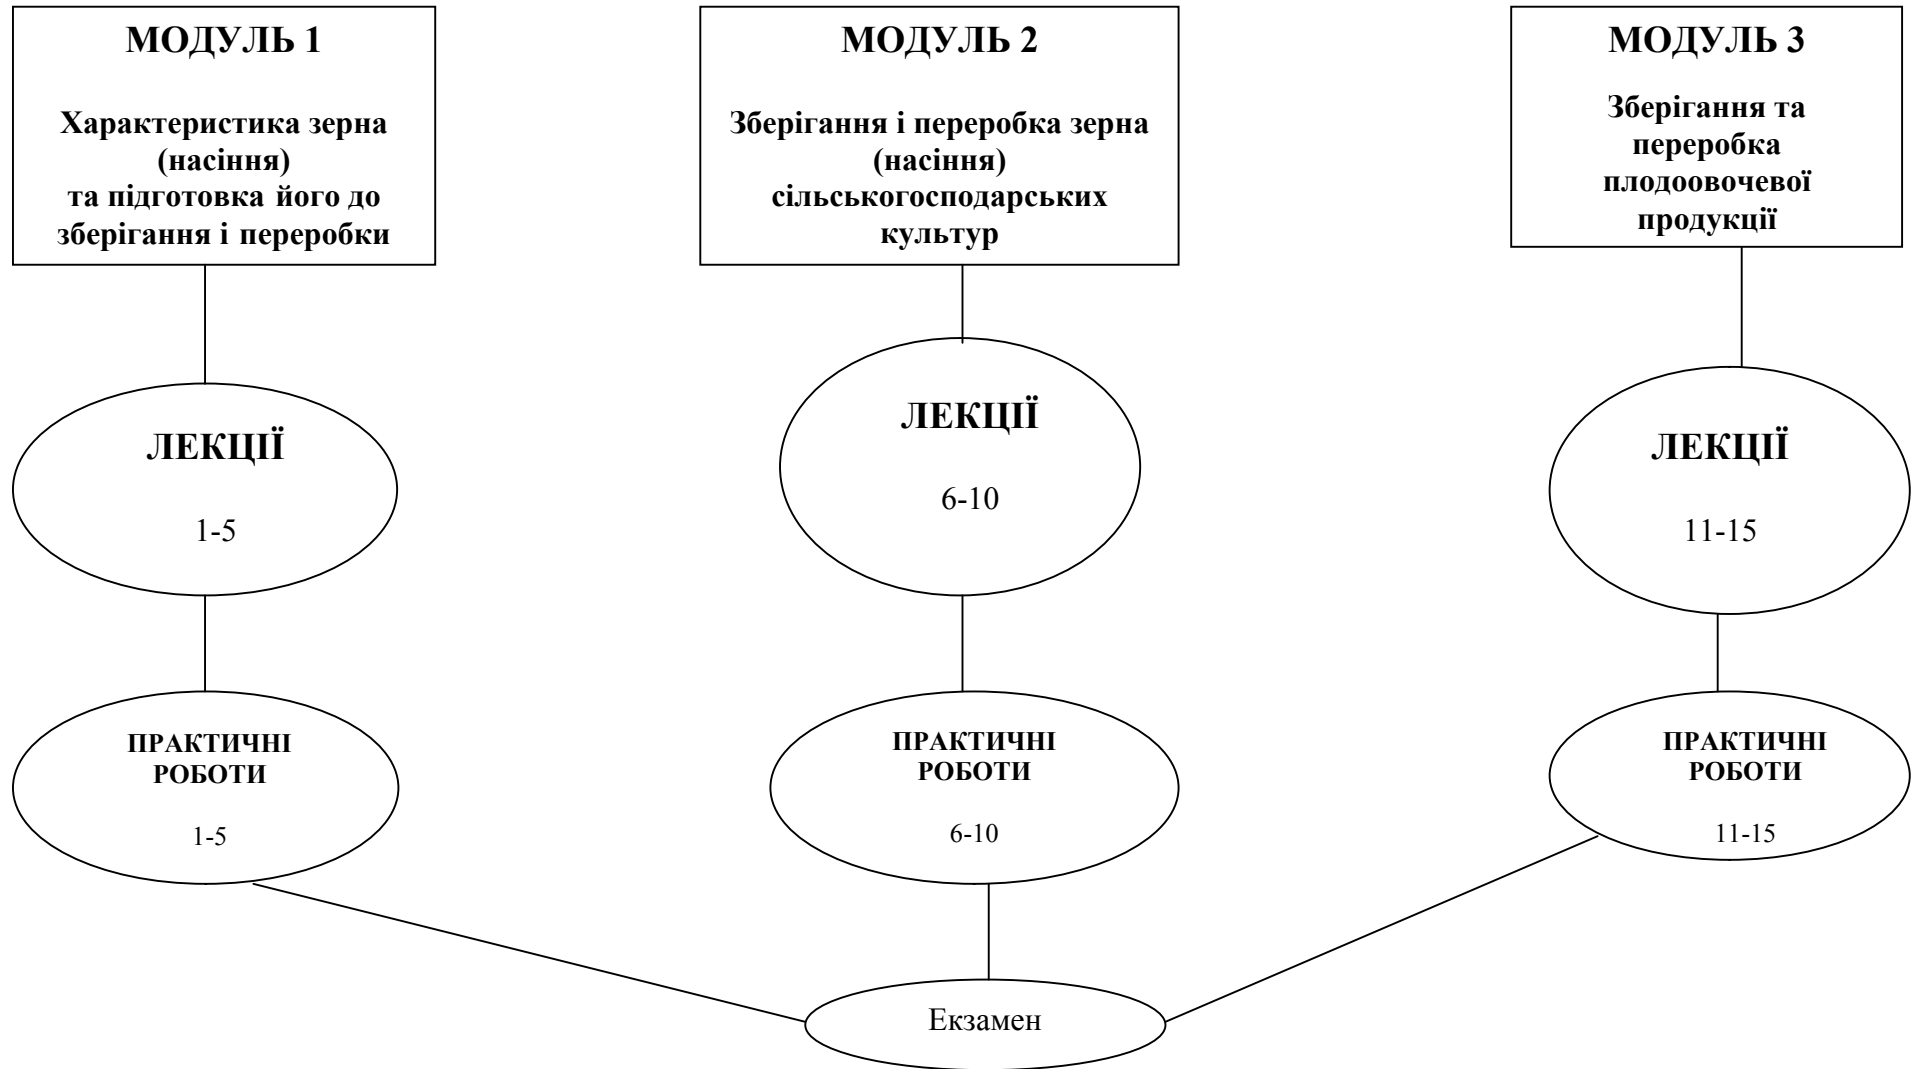 МОДУЛЬ 1
Характеристика зерна
(насіння)
та підготовка його до
зберігання і переробки
МОДУЛЬ 2
Зберігання і переробка зерна
(насіння)
сільськогосподарських
культур
МОДУЛЬ 3
Зберігання та
переробка
плодоовочевої
продукції
ЛЕКЦІЇ
1-5
ЛЕКЦІЇ
6-10
ЛЕКЦІЇ
11-15
ПРАКТИЧНІ
РОБОТИ
1-5
ПРАКТИЧНІ
РОБОТИ
6-10
ПРАКТИЧНІ
РОБОТИ
11-15
Екзамен